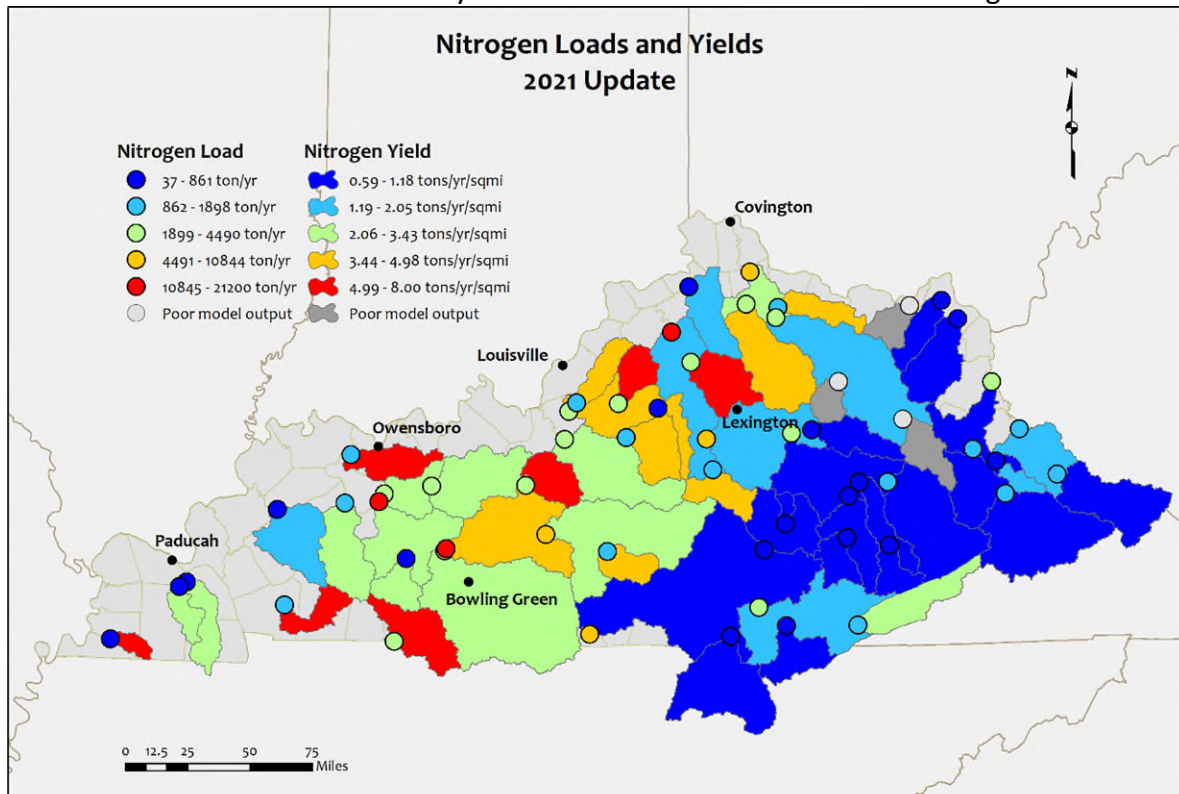 Nitrogen Loads and Yields
2021 Update
N
Nitrogen Load
37 - 861 ton/yr
862 - 1898 ton/yr
1899 - 4490 ton/yr
4491 - 10844 ton/yr
10845 - 21200 ton/yr
Poor model output
Nitrogen Yield
0.59 - 1.18 tons/yr/sqmi
1.19 - 2.05 tons/yr/sqmi
2.06 - 3.43 tons/yr/sqmi
3.44 - 4.98 tons/yr/sqmi
4.99 - 8.00 tons/yr/sqmi
Poor model output
Covington
Louisville
Lexington
Owensboro
Paducah
Bowling Green
0 12.5 25 50 75
Miles